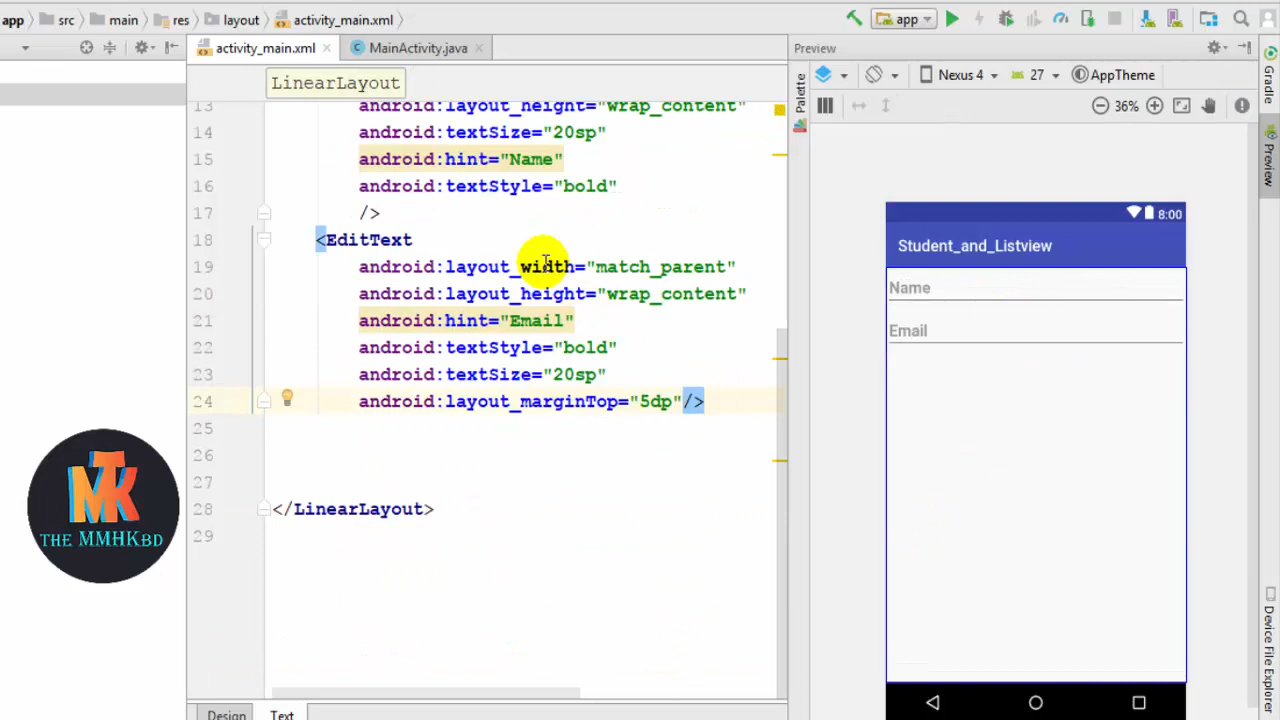 app src main res layout activity_main.xml app
activity_main.xml MainActivity.java Preview
LinearLayout
Palette
Nexus 4 27 AppTheme
36%
Gradle
Preview
Device File Explorer
13 android:layout_height="wrap_content"
14 android:textSize="20sp"
15 android:hint="Name"
16 android:textStyle="bold"
17 />
18 <EditText
19 android:layout_width="match_parent"
20 android:layout_height="wrap_content"
21 android:hint="Email"
22 android:textStyle="bold"
23 android:textSize="20sp"
24 android:layout_marginTop="5dp"/>
25
26
27
28 </LinearLayout>
29
Design Text
8:00
Student_and_Listview
Name
Email
MTK
THE MMHKBD